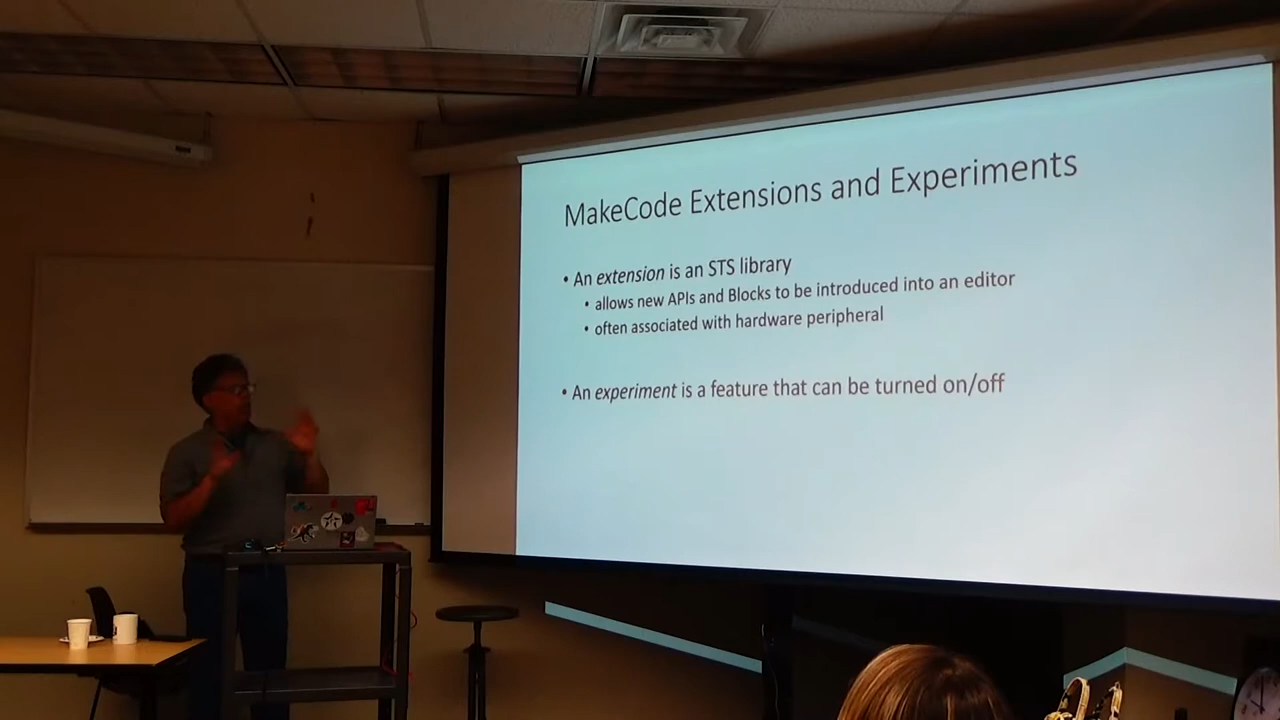 MakeCode Extensions and Experiments
• An extension is an STS library
• allows new APIs and Blocks to be introduced into an editor
• often associated with hardware peripheral
• An experiment is a feature that can be turned on/off